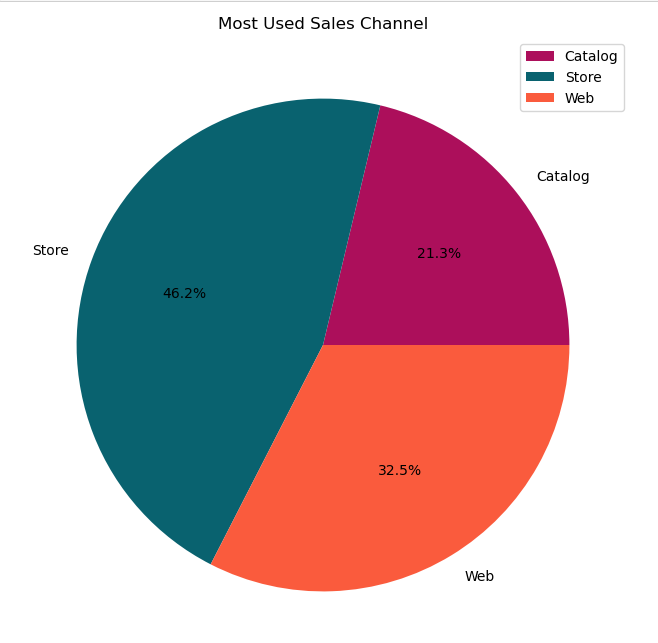 Most Used Sales Channel
Catalog
Store
Web
Catalog
Store
21.3%
46.2%
32.5%
Web